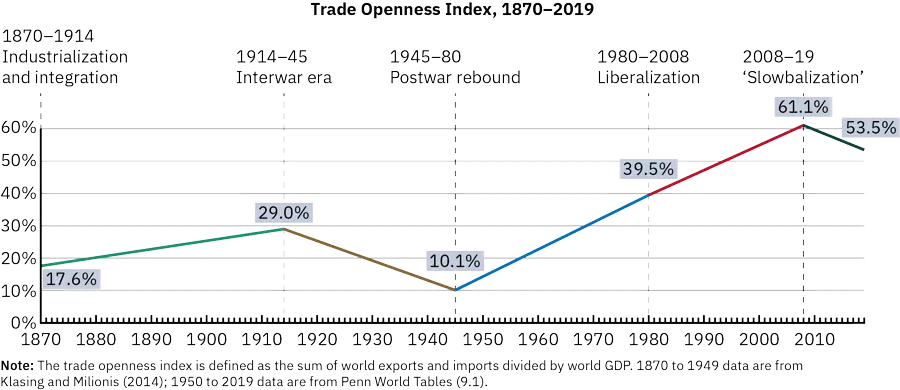 Trade Openness Index, 1870–2019
1870–1914
Industrialization
and integration
1914–45
Interwar era
1945–80
Postwar rebound
1980–2008
Liberalization
2008–19
‘Slowbalization’
61.1%
53.5%
39.5%
29.0%
10.1%
17.6%
60%
50%
40%
30%
20%
10%
0%
1870 1880 1890 1900 1910 1920 1930 1940 1950 1960 1970 1980 1990 2000 2010
Note: The trade openness index is defined as the sum of world exports and imports divided by world GDP. 1870 to 1949 data are from
Klasing and Milionis (2014); 1950 to 2019 data are from Penn World Tables (9.1).